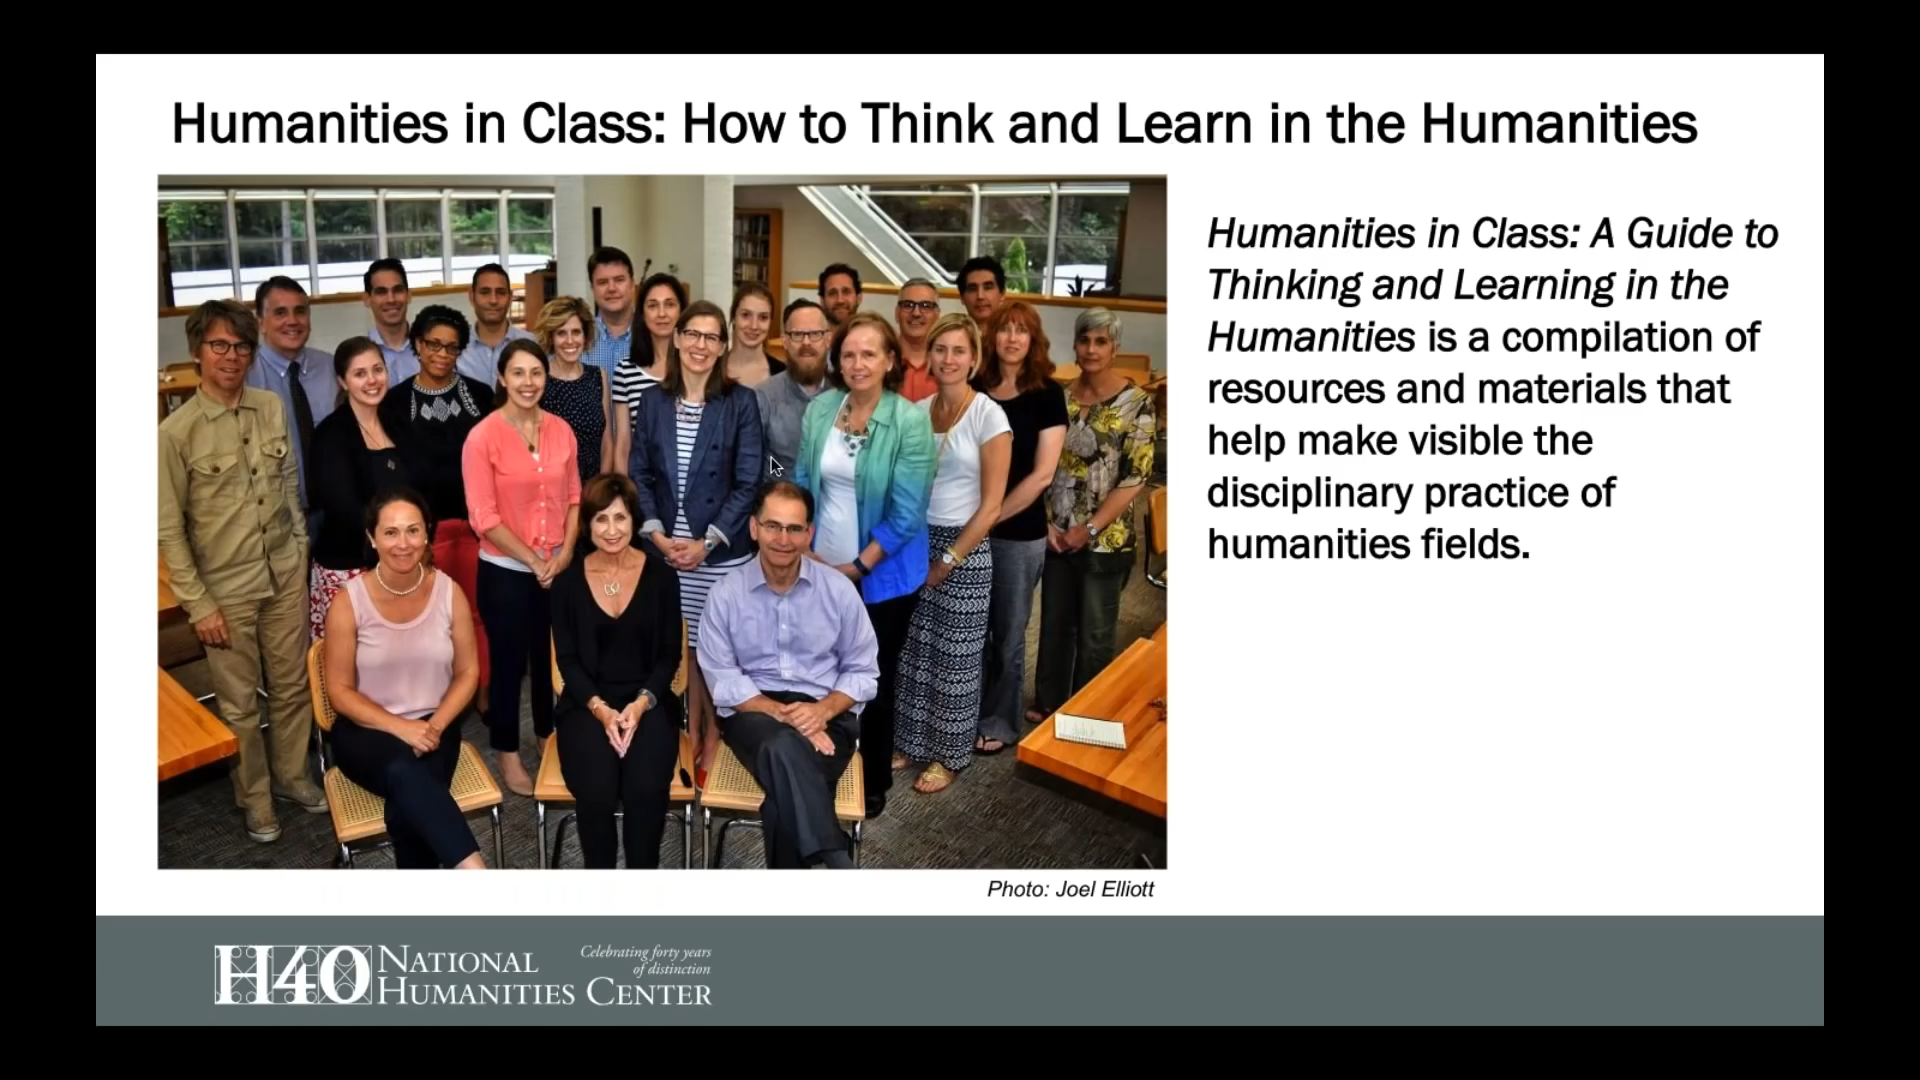 Humanities in Class: How to Think and Learn in the Humanities
Humanities in Class: A Guide to
Thinking and Learning in the
Humanities is a compilation of
resources and materials that
help make visible the
disciplinary practice of
humanities fields.
Photo: Joel Elliott
H40
National
Humanities Center
Celebrating forty years
of distinction